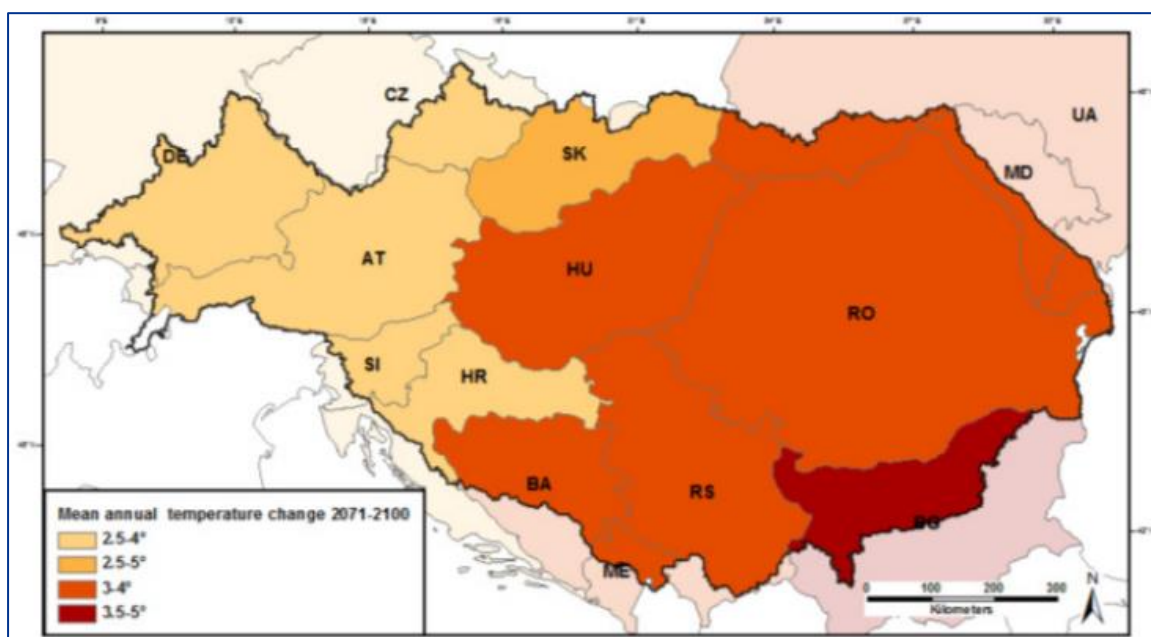 CZ
UA
DE
SK
MD
AT
HU
RO
SI
HR
BA
RS
BG
ME
Mean annual temperature change 2071-2100
2.5-4°
2.5-5°
3-4°
3.5-5°
0 100 200 300
Kilometers
N